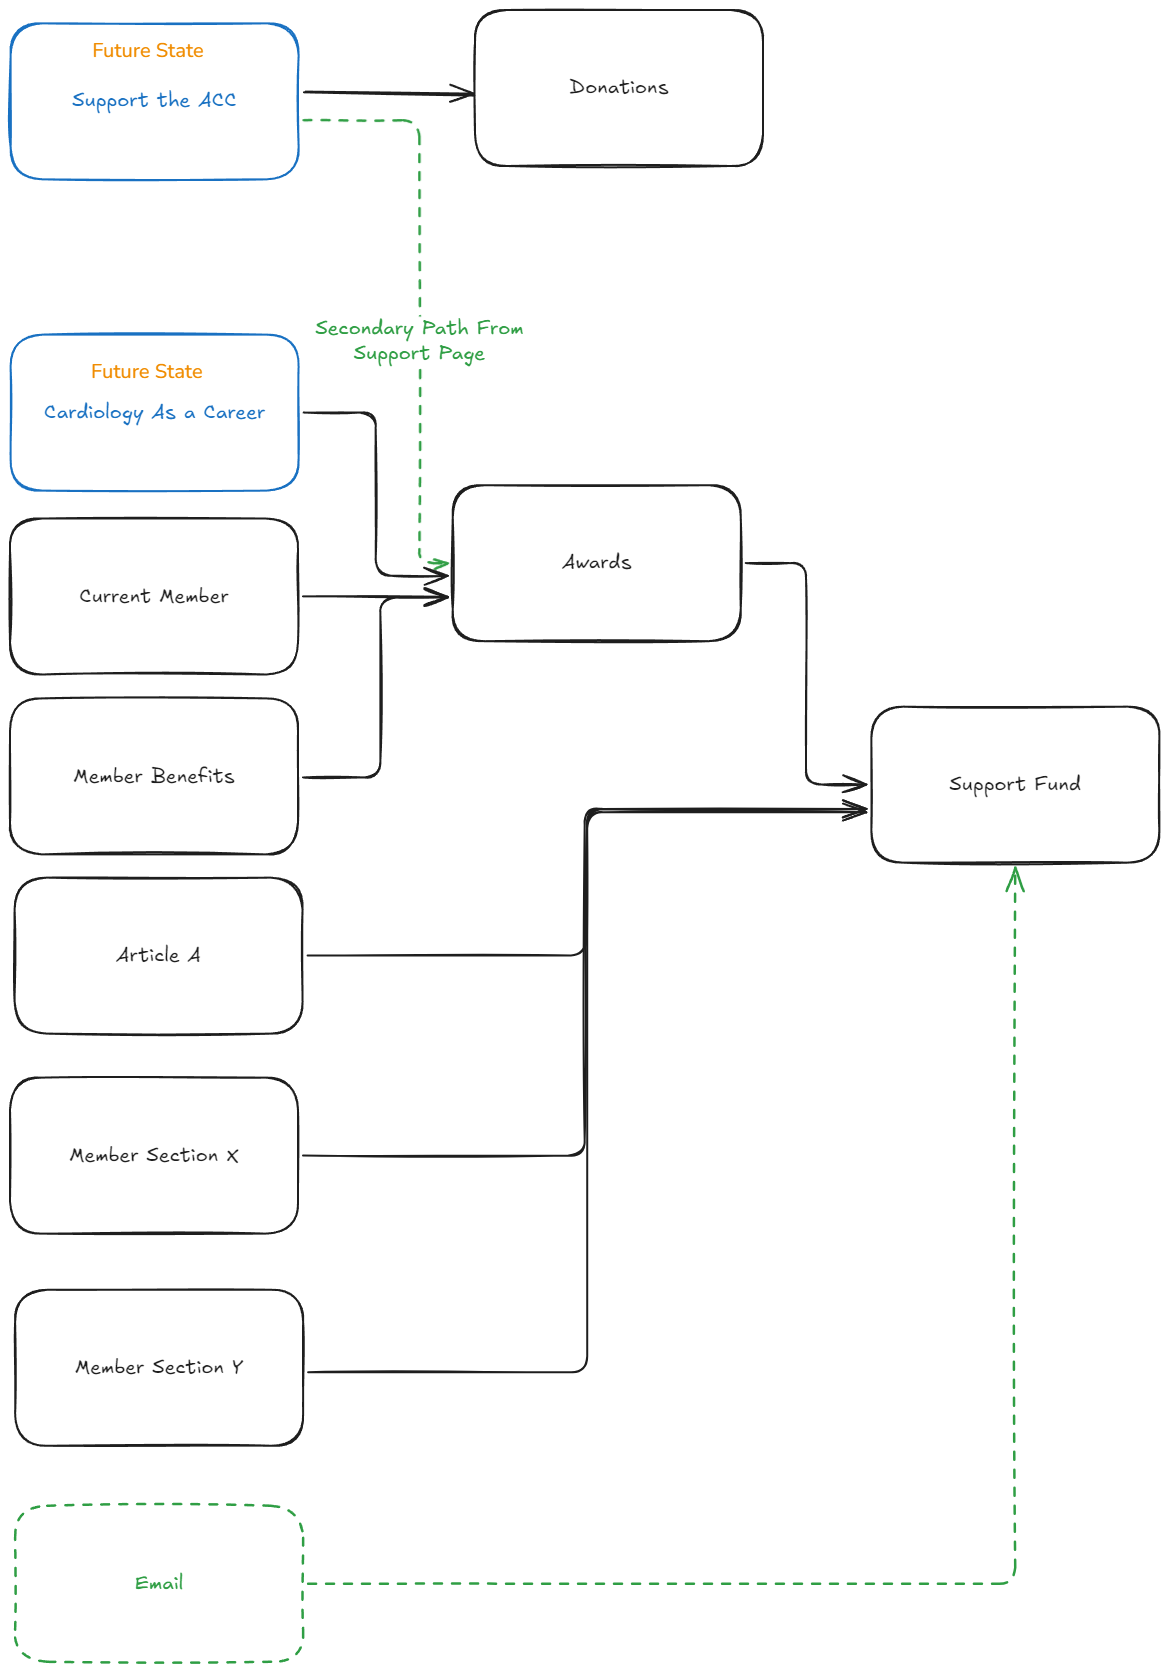 Future State
Support the ACC
Donations
Secondary Path From
Support Page
Future State
Cardiology As a Career
Awards
Current Member
Member Benefits
Support Fund
Article A
Member Section X
Member Section Y
Email